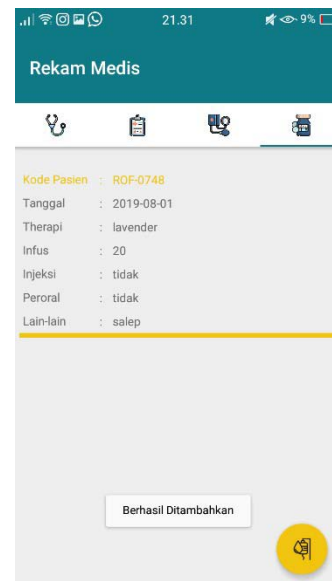 21.31
9%
Rekam Medis
Kode Pasien : ROF-0748
Tanggal : 2019-08-01
Therapi : lavender
Infus : 20
Injeksi : tidak
Peroral : tidak
Lain-lain : salep
Berhasil Ditambahkan